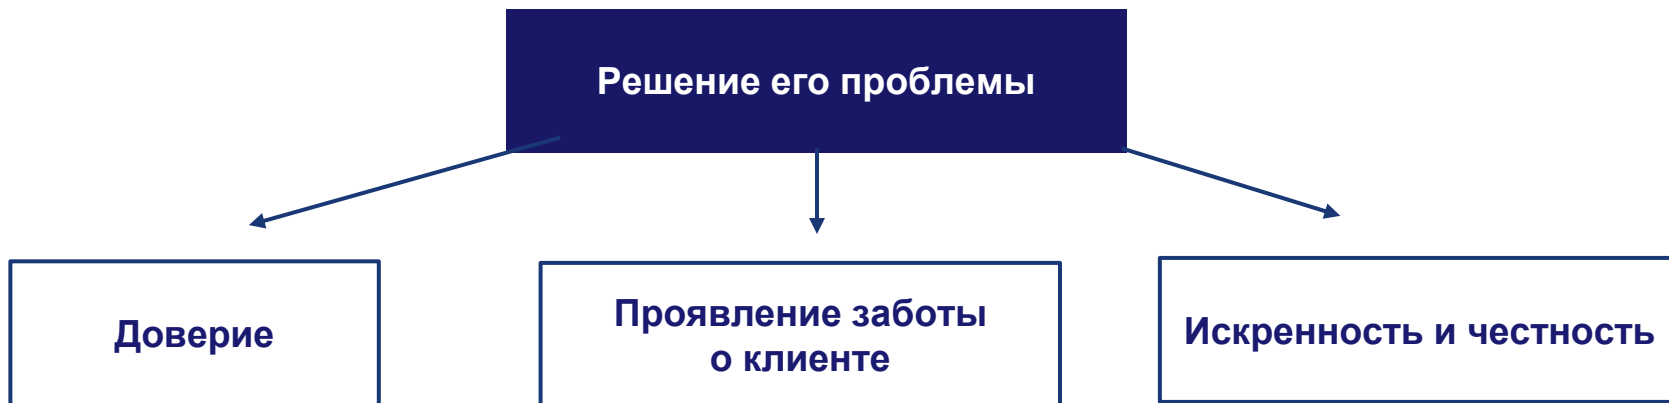 Решение его проблемы
Доверие
Проявление заботы
о клиенте
Искренность и честность